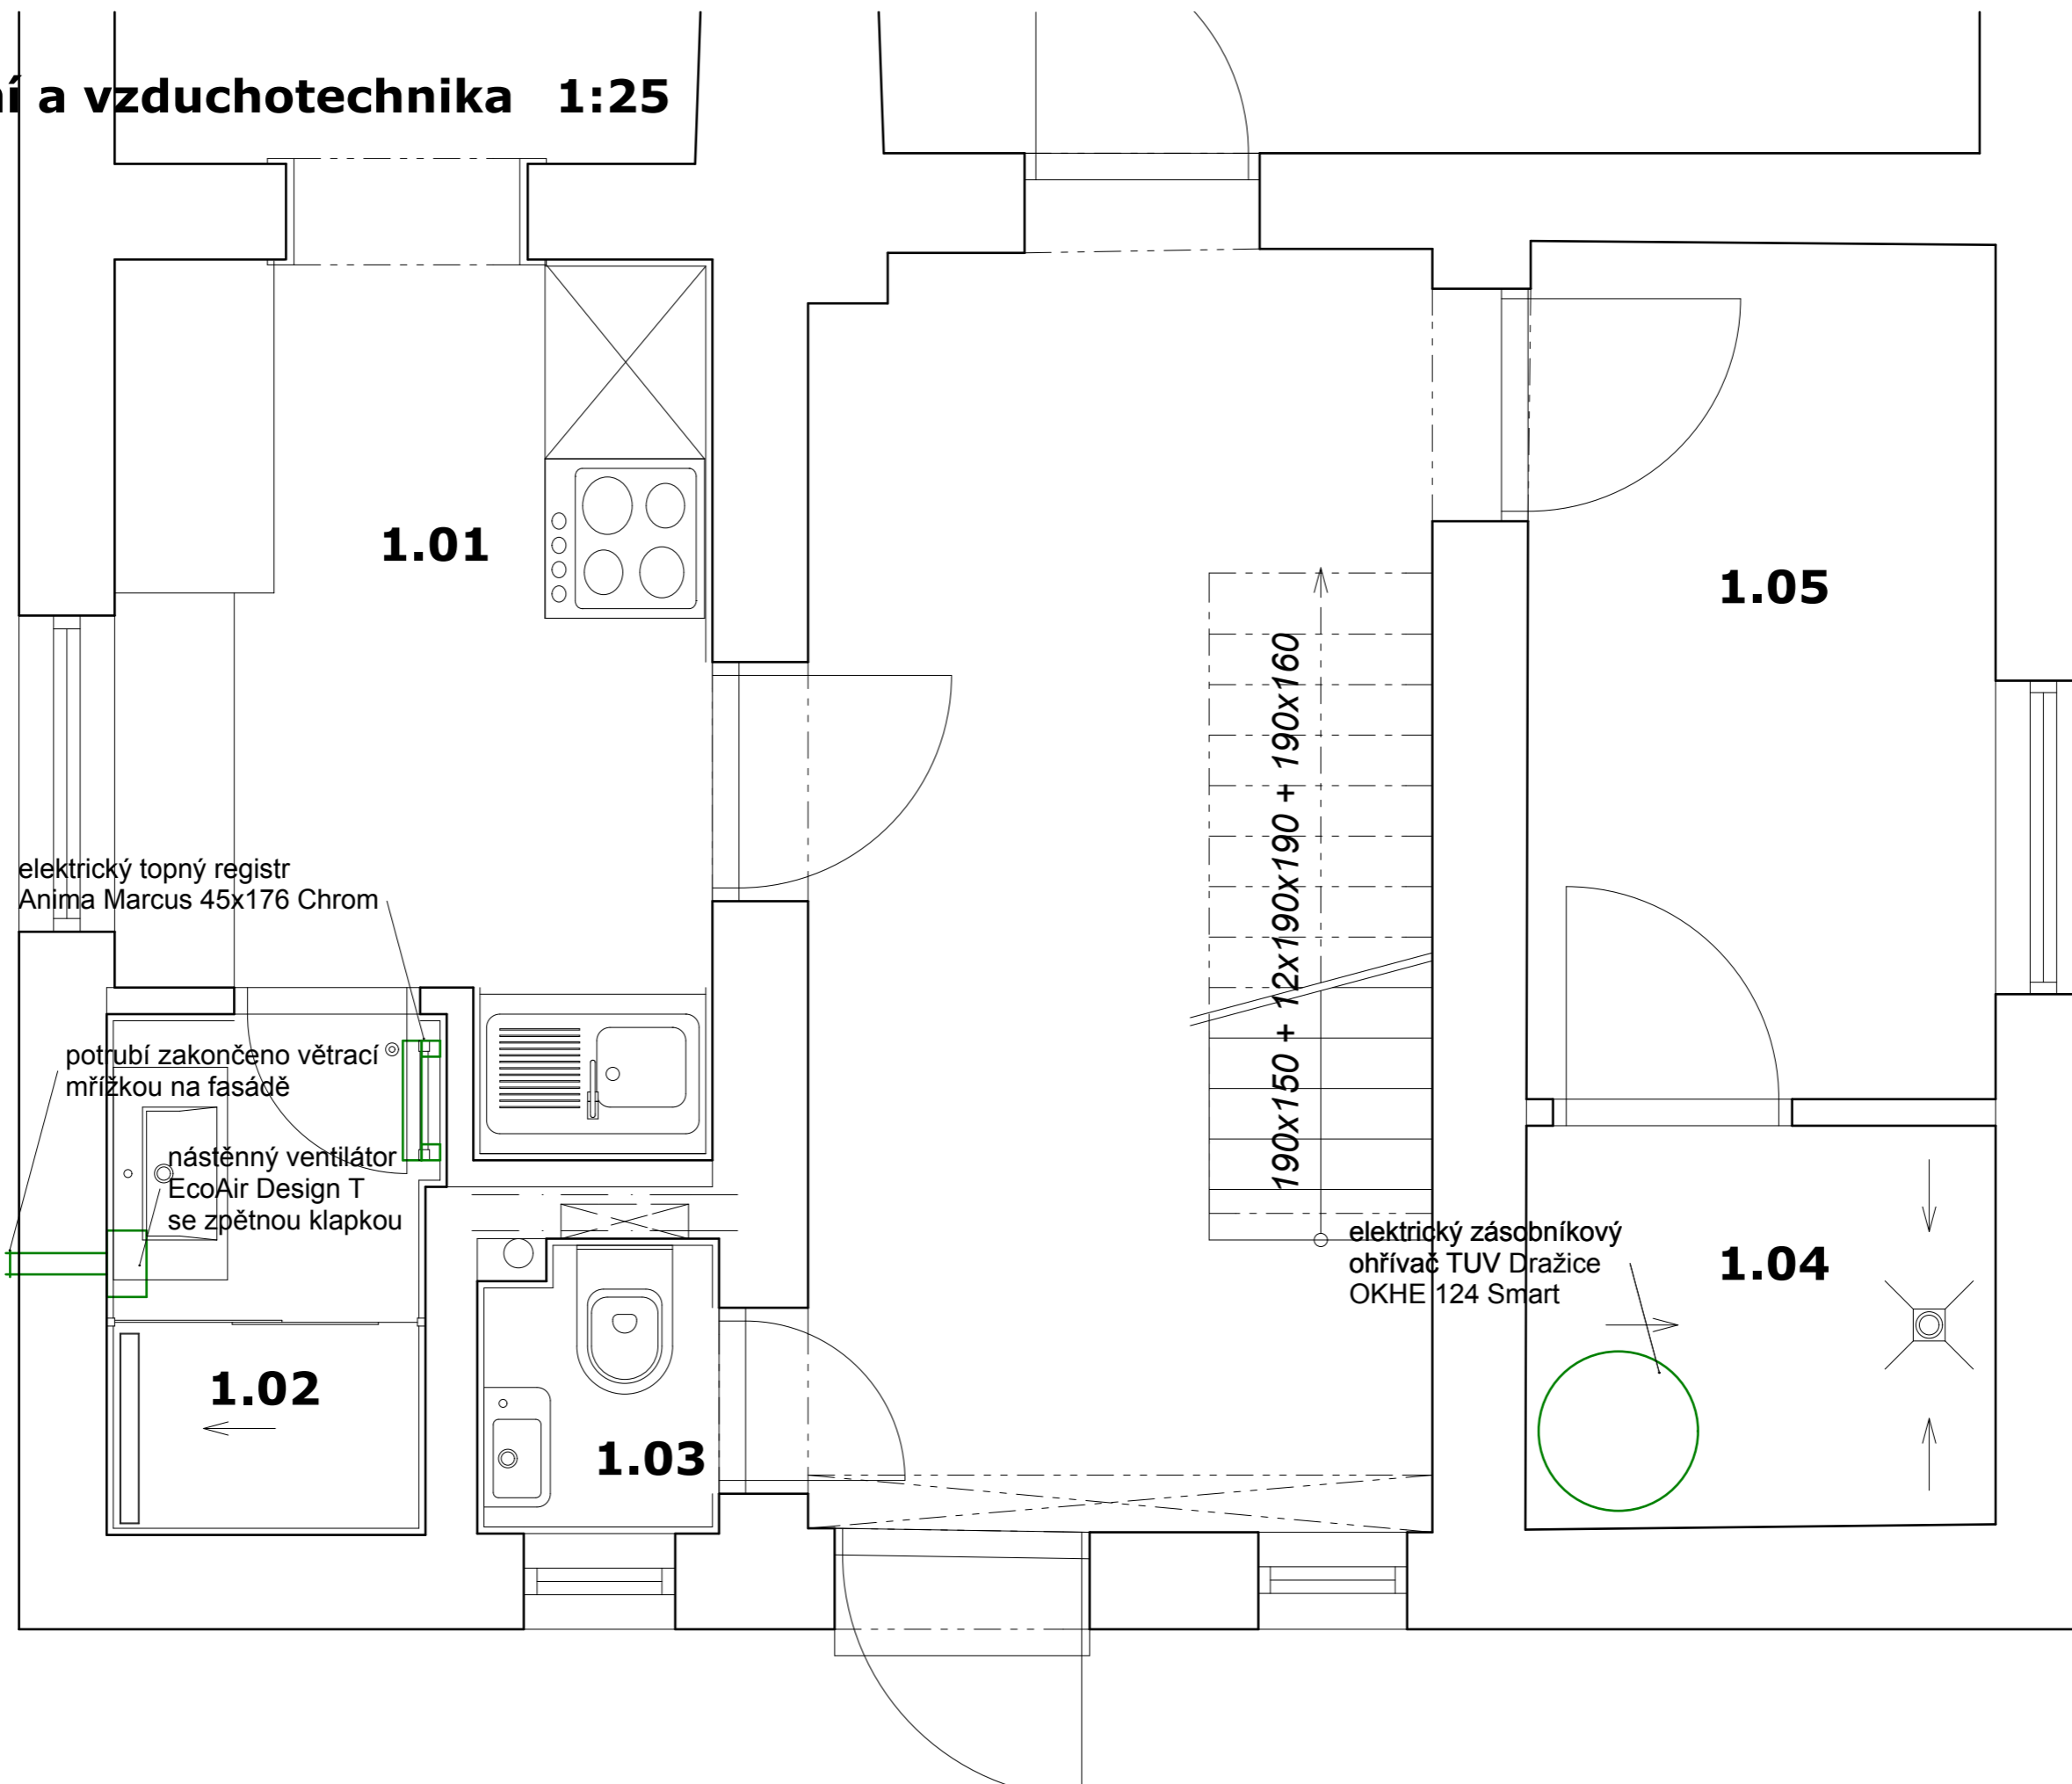 í a vzduchotechnika 1:25
1.01
1.05
190x150 + 12x190x190 + 190x160
elektrický topný registr
Anima Marcus 45x176 Chrom
potrubí zakončeno větrací
mřížkou na fasádě
nástěnný ventilátor
EcoAir Design T
se zpětnou klapkou
elektrický zásobníkový
ohřívač TUV Dražice
OKHE 124 Smart
1.04
1.02
1.03